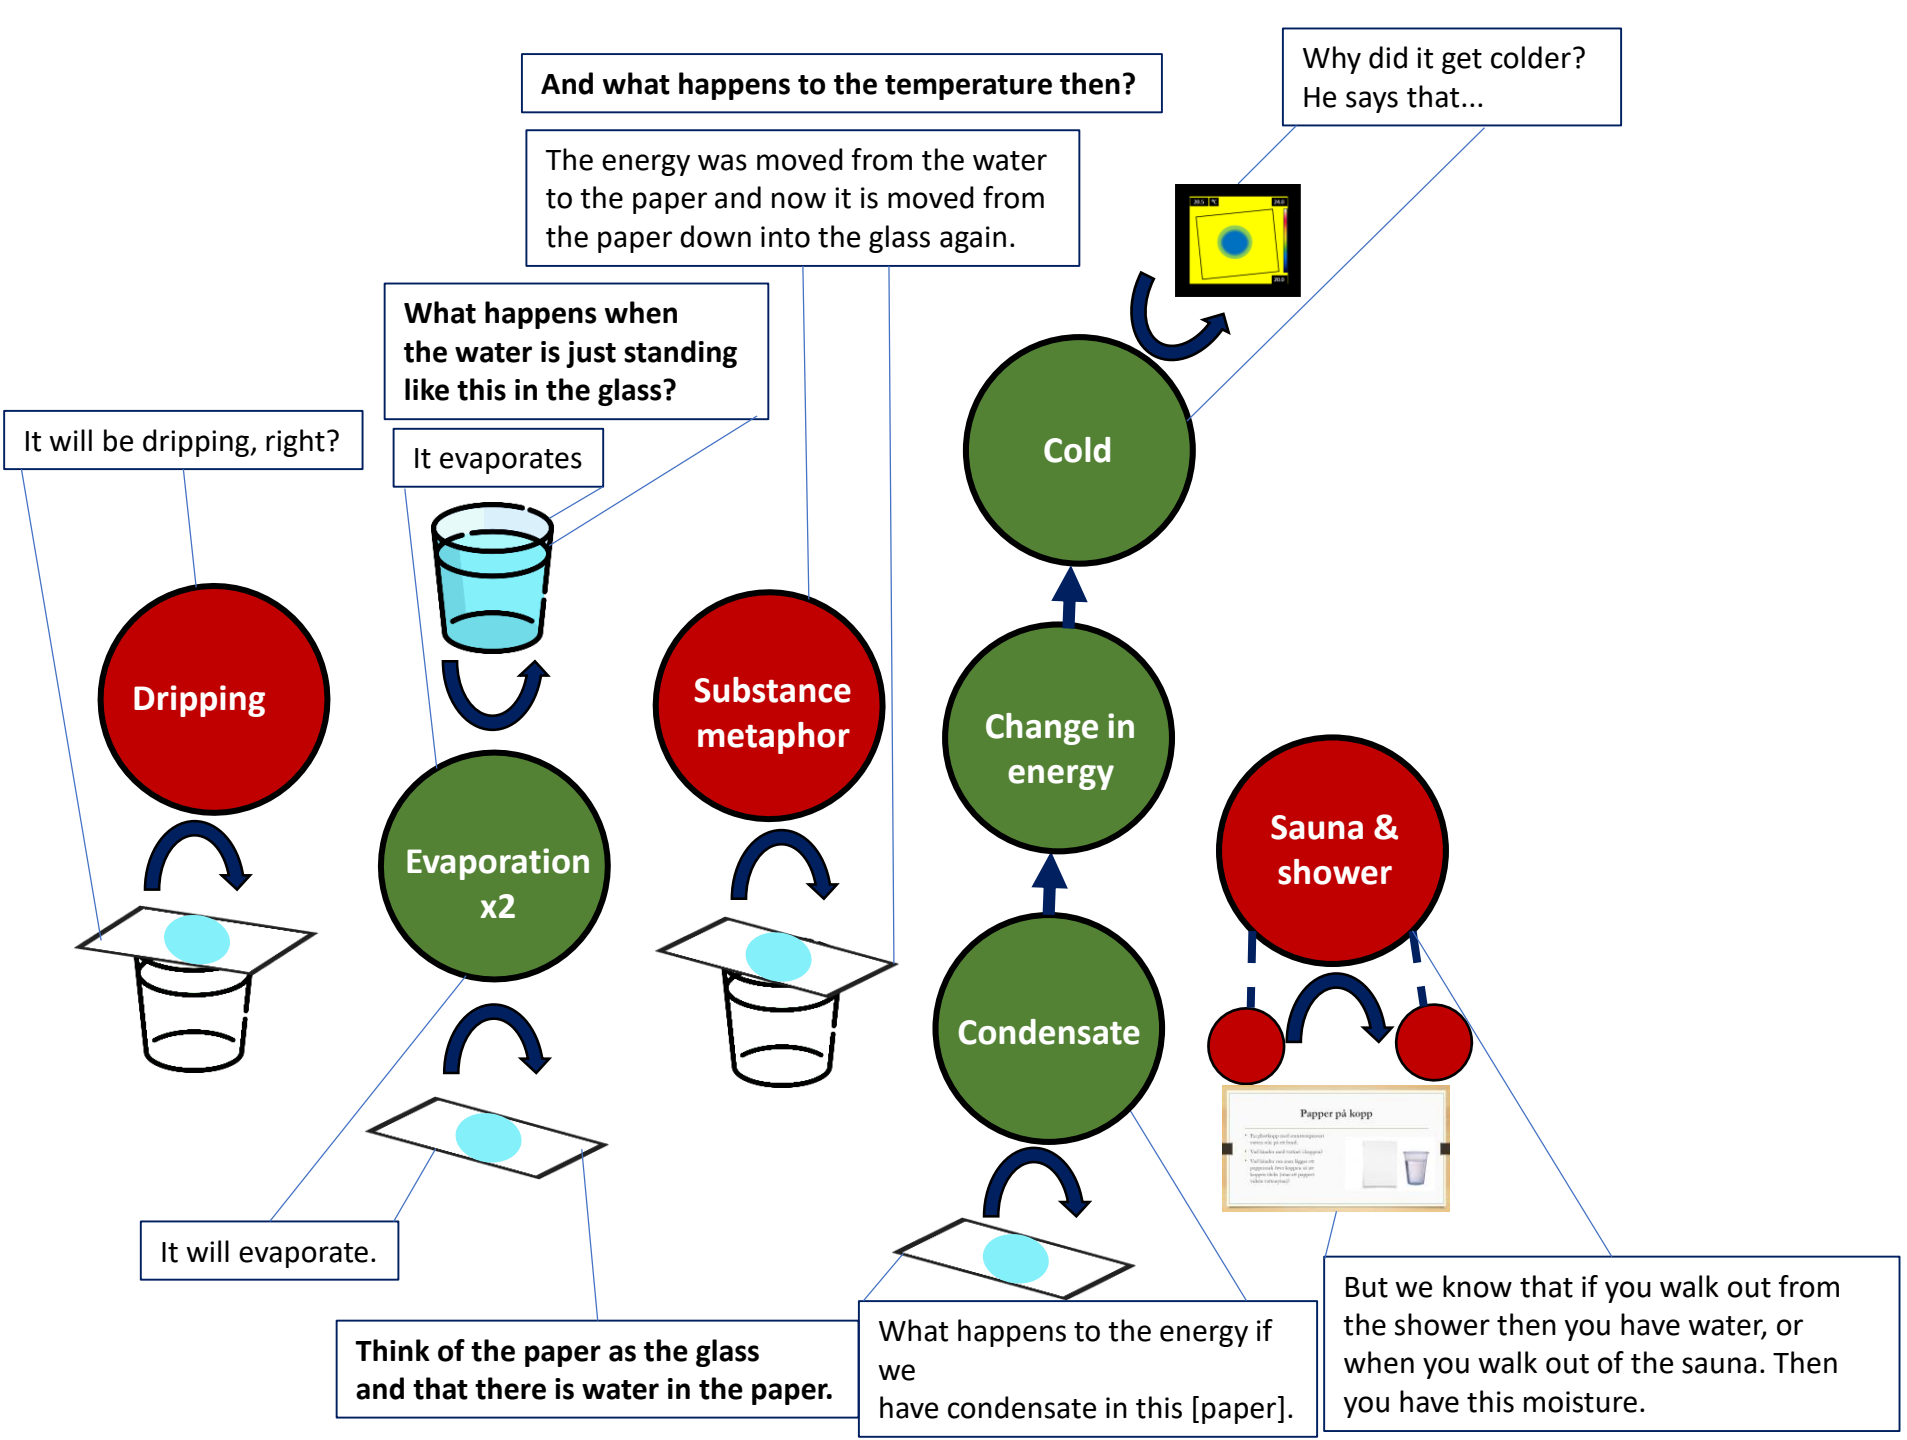 And what happens to the temperature then?
Why did it get colder?
He says that...
The energy was moved from the water
to the paper and now it is moved from
the paper down into the glass again.
20.5 °C 24.0
20.0
What happens when
the water is just standing
like this in the glass?
It will be dripping, right?
It evaporates
Cold
Dripping
Substance
metaphor
Change in
energy
Evaporation
x2
Sauna &
shower
Condensate
Papper på kopp
It will evaporate.
Think of the paper as the glass
and that there is water in the paper.
What happens to the energy if
we
have condensate in this [paper].
But we know that if you walk out from
the shower then you have water, or
when you walk out of the sauna. Then
you have this moisture.